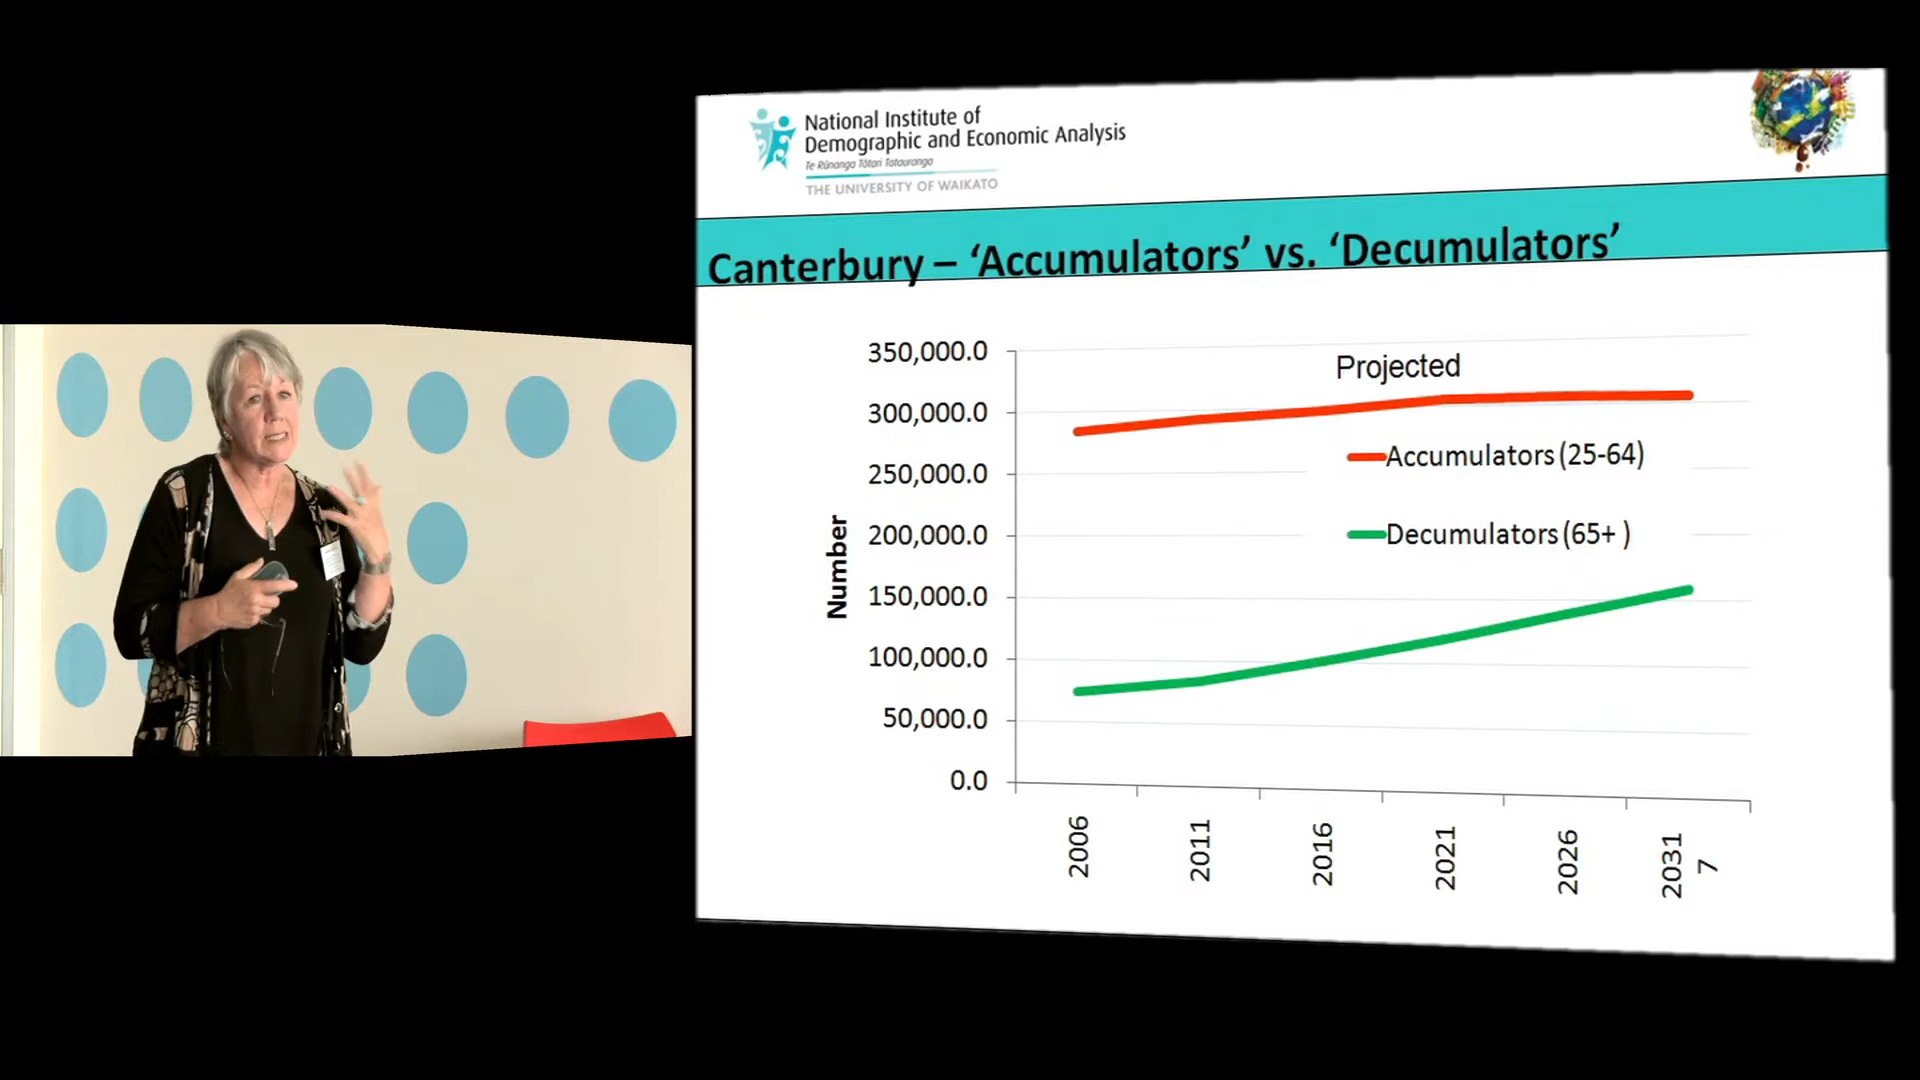 National Institute of
Demographic and Economic Analysis
Te Rūnanga Tātari Tatauranga
THE UNIVERSITY OF WAIKATO
Canterbury – ‘Accumulators’ vs. ‘Decumulators’
350,000.0
300,000.0
250,000.0
200,000.0
150,000.0
100,000.0
50,000.0
0.0
Number
Projected
Accumulators (25-64)
Decumulators (65+ )
2006
2011
2016
2021
2026
2031
7